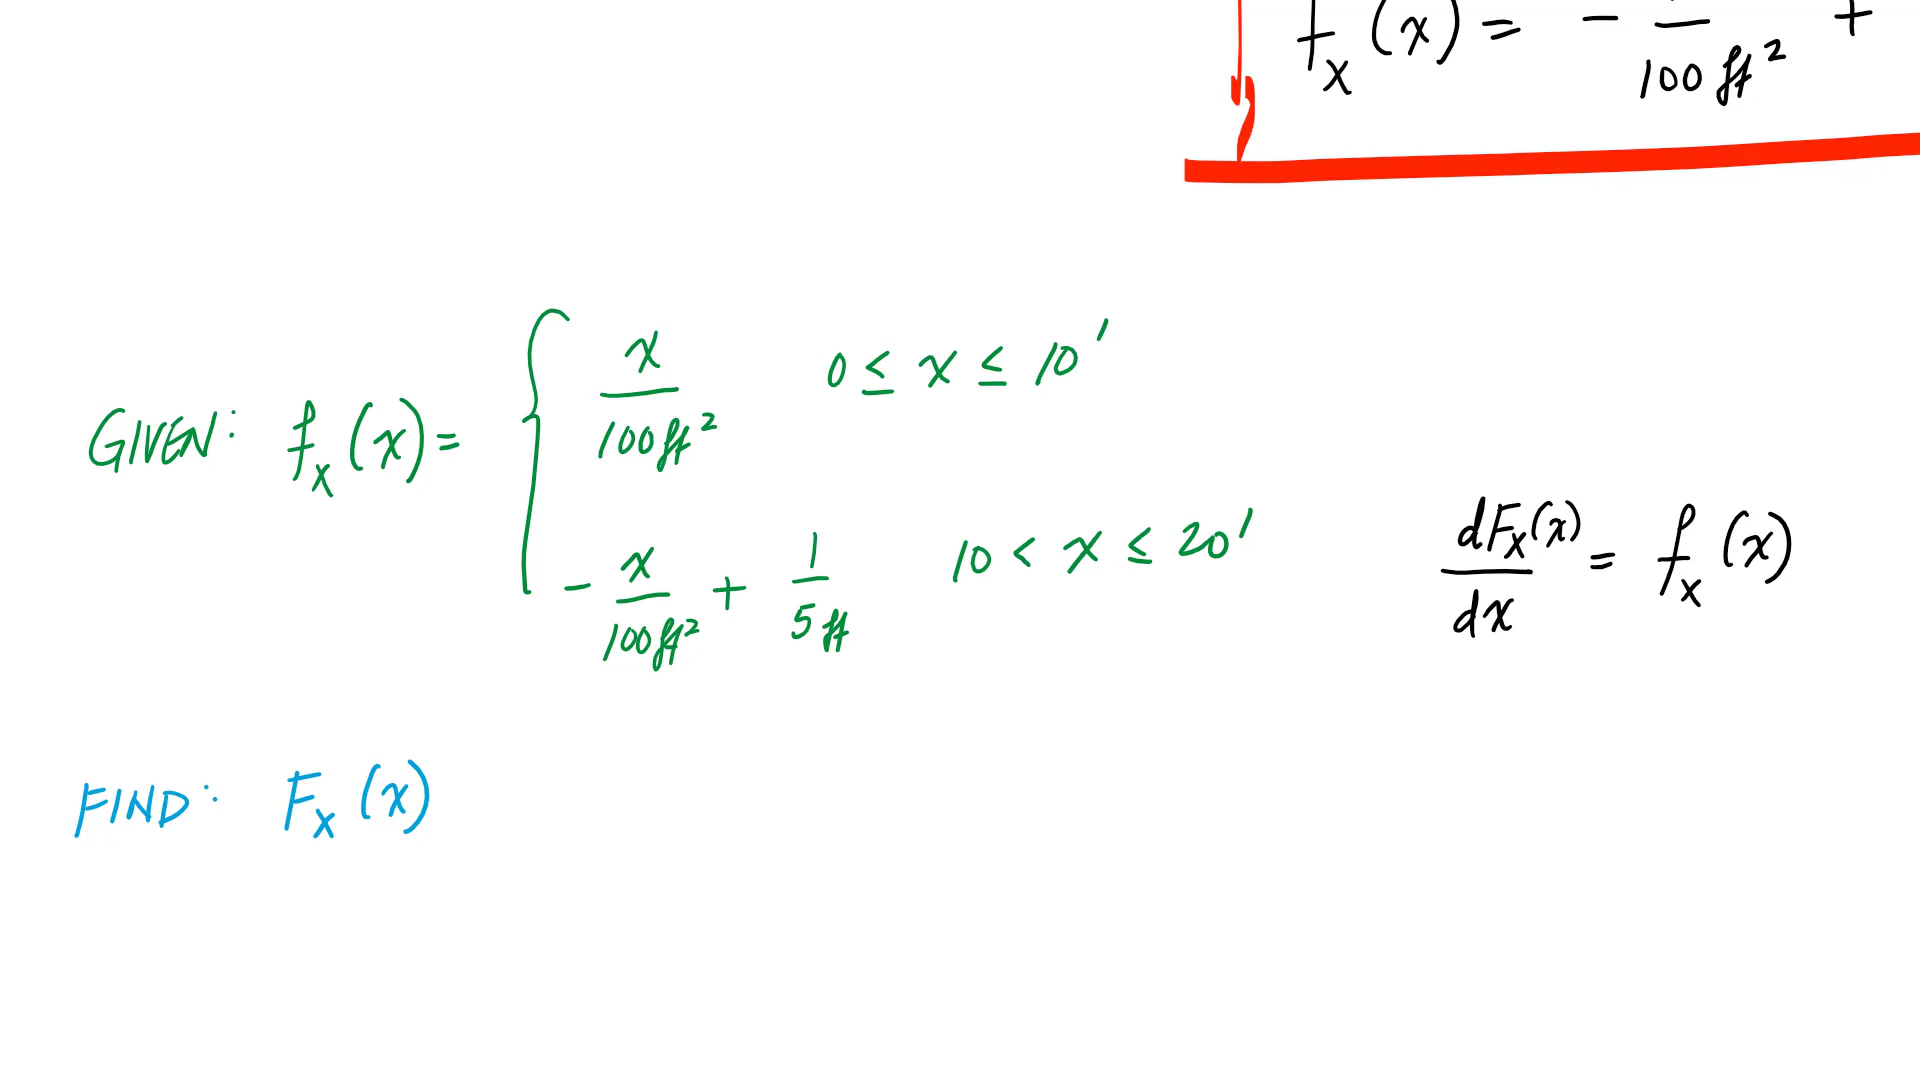 f_X (x) = - ─ / 100 ft² +
GIVEN: f_X (x) = { x / 100 ft²   0 ≤ x ≤ 10'
- x / 100 ft² + 1 / 5 ft   10 < x ≤ 20'
dF_X(x) / dx = f_X (x)
FIND: F_X (x)